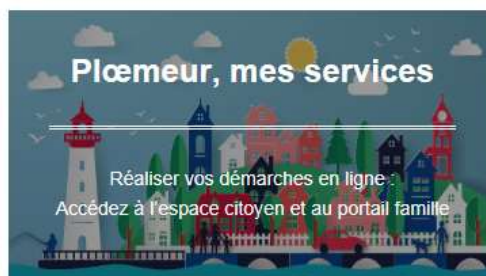 Plœmeur, mes services
Réaliser vos démarches en ligne :
Accédez à l'espace citoyen et au portail famille